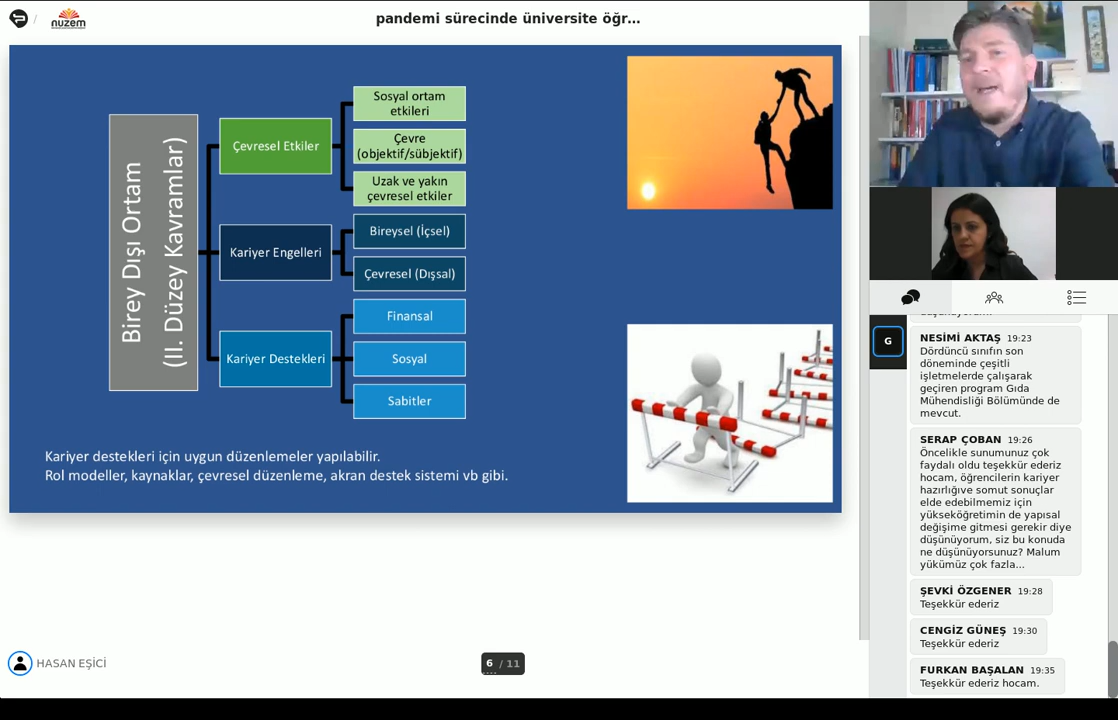 pandemi sürecinde üniversite öğr...
nuzem
Birey Dışı Ortam
(II. Düzey Kavramlar)
Çevresel Etkiler
Sosyal ortam
etkileri
Çevre
(objektif/sübjektif)
Uzak ve yakın
çevresel etkiler
Kariyer Engelleri
Bireysel (İçsel)
Çevresel (Dışsal)
Kariyer Destekleri
Finansal
Sosyal
Sabitler
Kariyer destekleri için uygun düzenlemeler yapılabilir.
Rol modeller, kaynaklar, çevresel düzenleme, akran destek sistemi vb gibi.
HASAN EŞİCİ
6 / 11
G
NESİMİ AKTAŞ 19:23
Dördüncü sınıfın son
döneminde çeşitli
işletmelerde çalışarak
geçiren program Gıda
Mühendisliği Bölümünde de
mevcut.
SERAP ÇOBAN 19:26
Öncelikle sunumunuz çok
faydalı oldu teşekkür ederiz
hocam, öğrencilerin kariyer
hazırlığıve somut sonuçlar
elde edebilmemiz için
yükseköğretimin de yapısal
değişime gitmesi gerekir diye
düşünüyorum, siz bu konuda
ne düşünüyorsunuz? Malum
yükümüz çok fazla...
ŞEVKİ ÖZGENER 19:28
Teşekkür ederiz
CENGİZ GÜNEŞ 19:30
Teşekkür ederiz
FURKAN BAŞALAN 19:35
Teşekkür ederiz hocam.